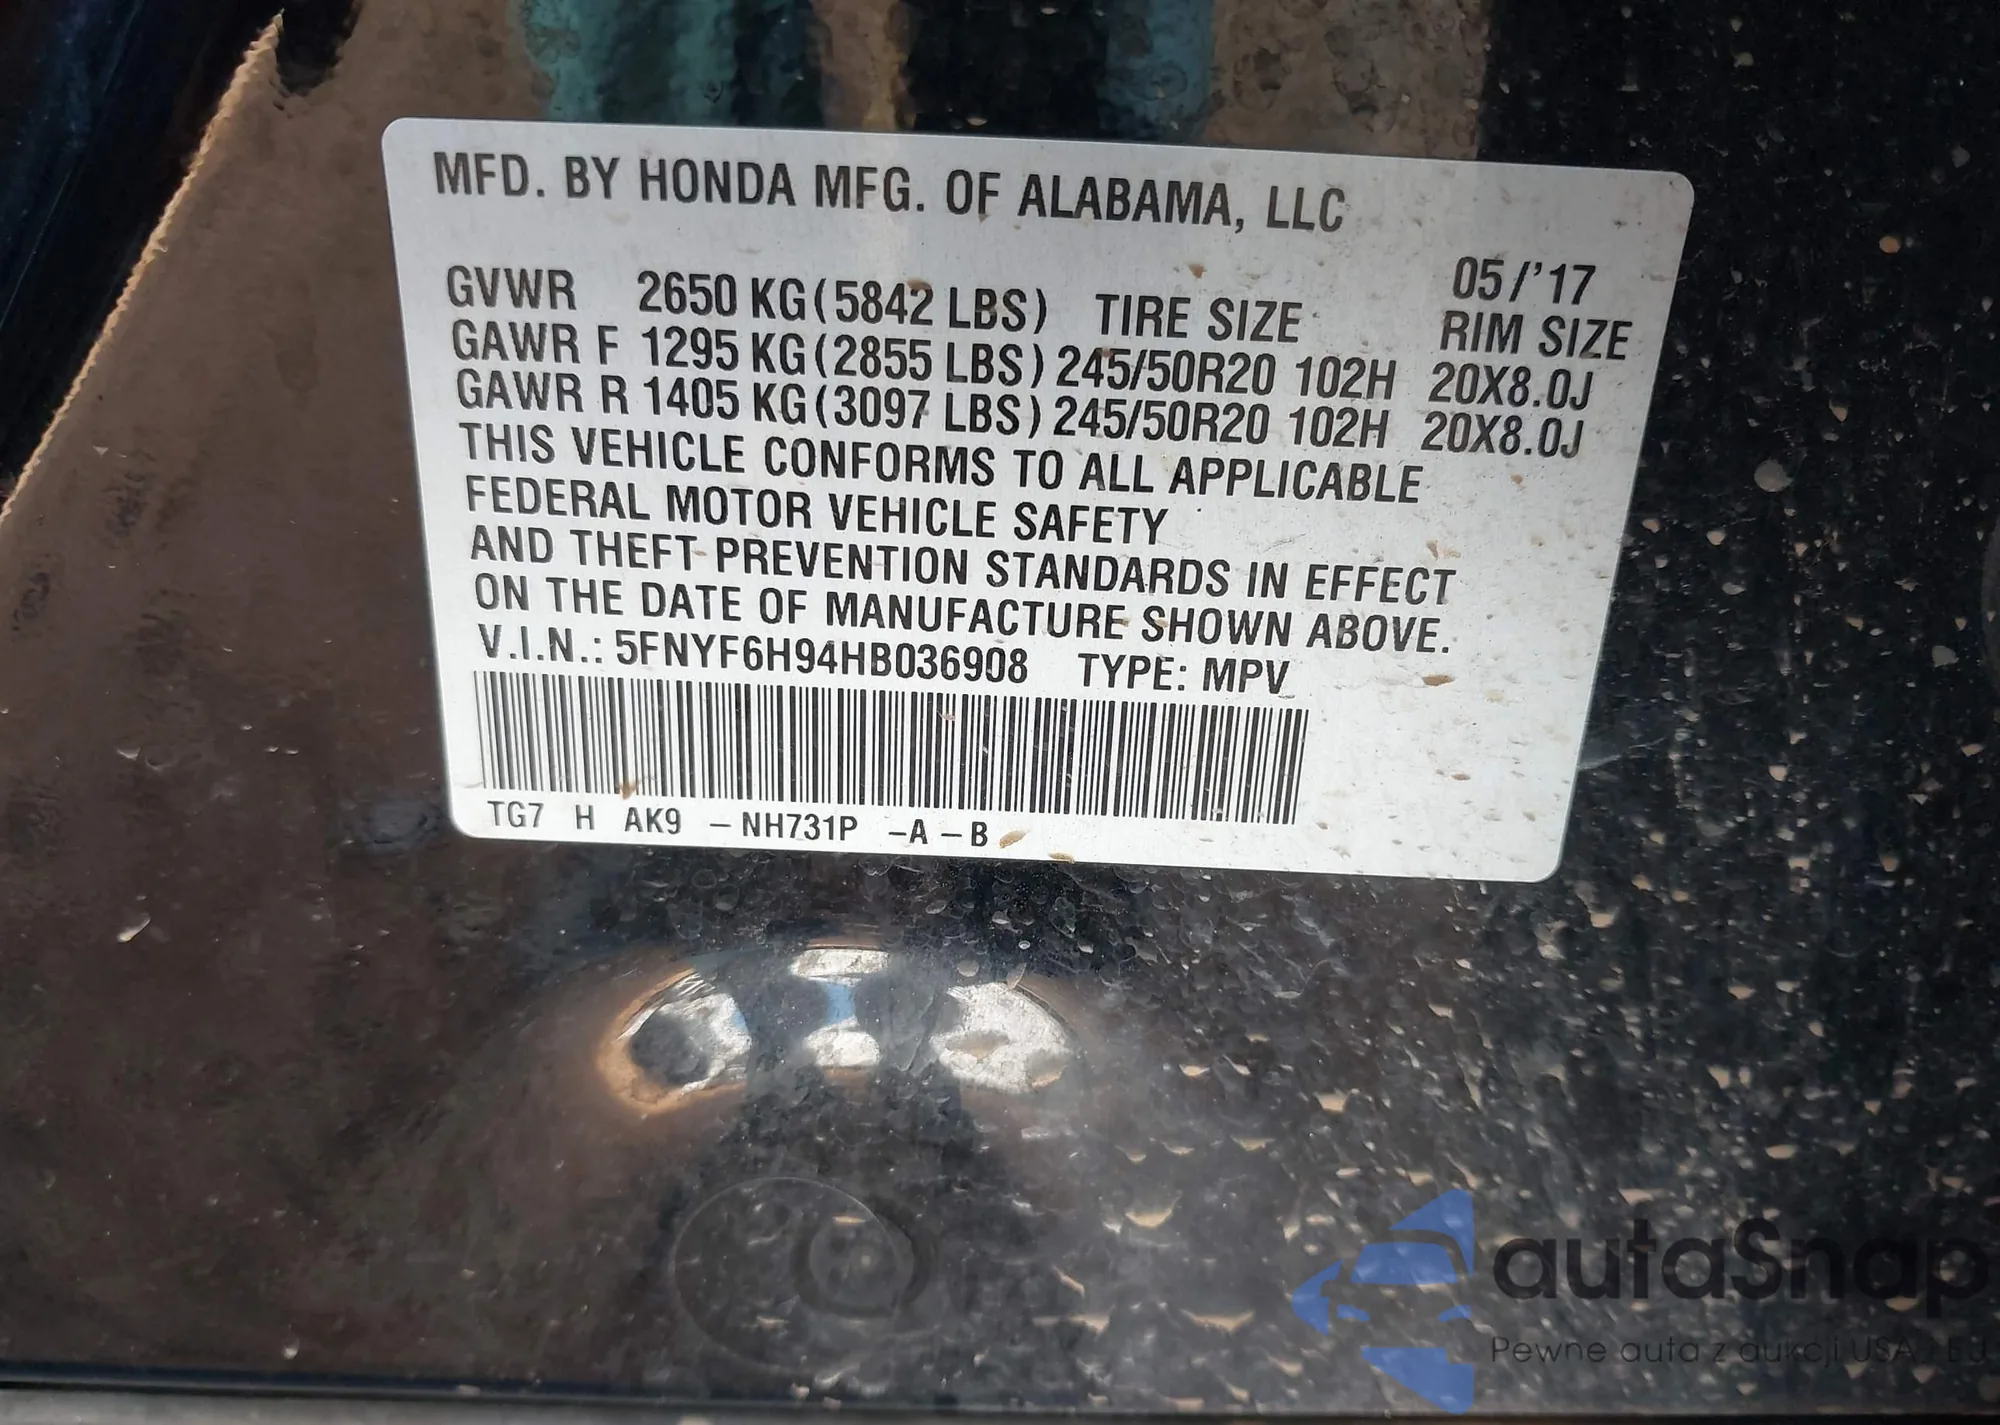 MFD. BY HONDA MFG. OF ALABAMA, LLC
05/'17
GVWR 2650 KG(5842 LBS) TIRE SIZE RIM SIZE
GAWR F 1295 KG(2855 LBS) 245/50R20 102H 20X8.0J
GAWR R 1405 KG(3097 LBS) 245/50R20 102H 20X8.0J
THIS VEHICLE CONFORMS TO ALL APPLICABLE
FEDERAL MOTOR VEHICLE SAFETY
AND THEFT PREVENTION STANDARDS IN EFFECT
ON THE DATE OF MANUFACTURE SHOWN ABOVE.
V.I.N.: 5FNYF6H94HB036908 TYPE: MPV
TG7 H AK9 -NH731P -A -B
autaSnap
Pewne auta z aukcji USA / EU